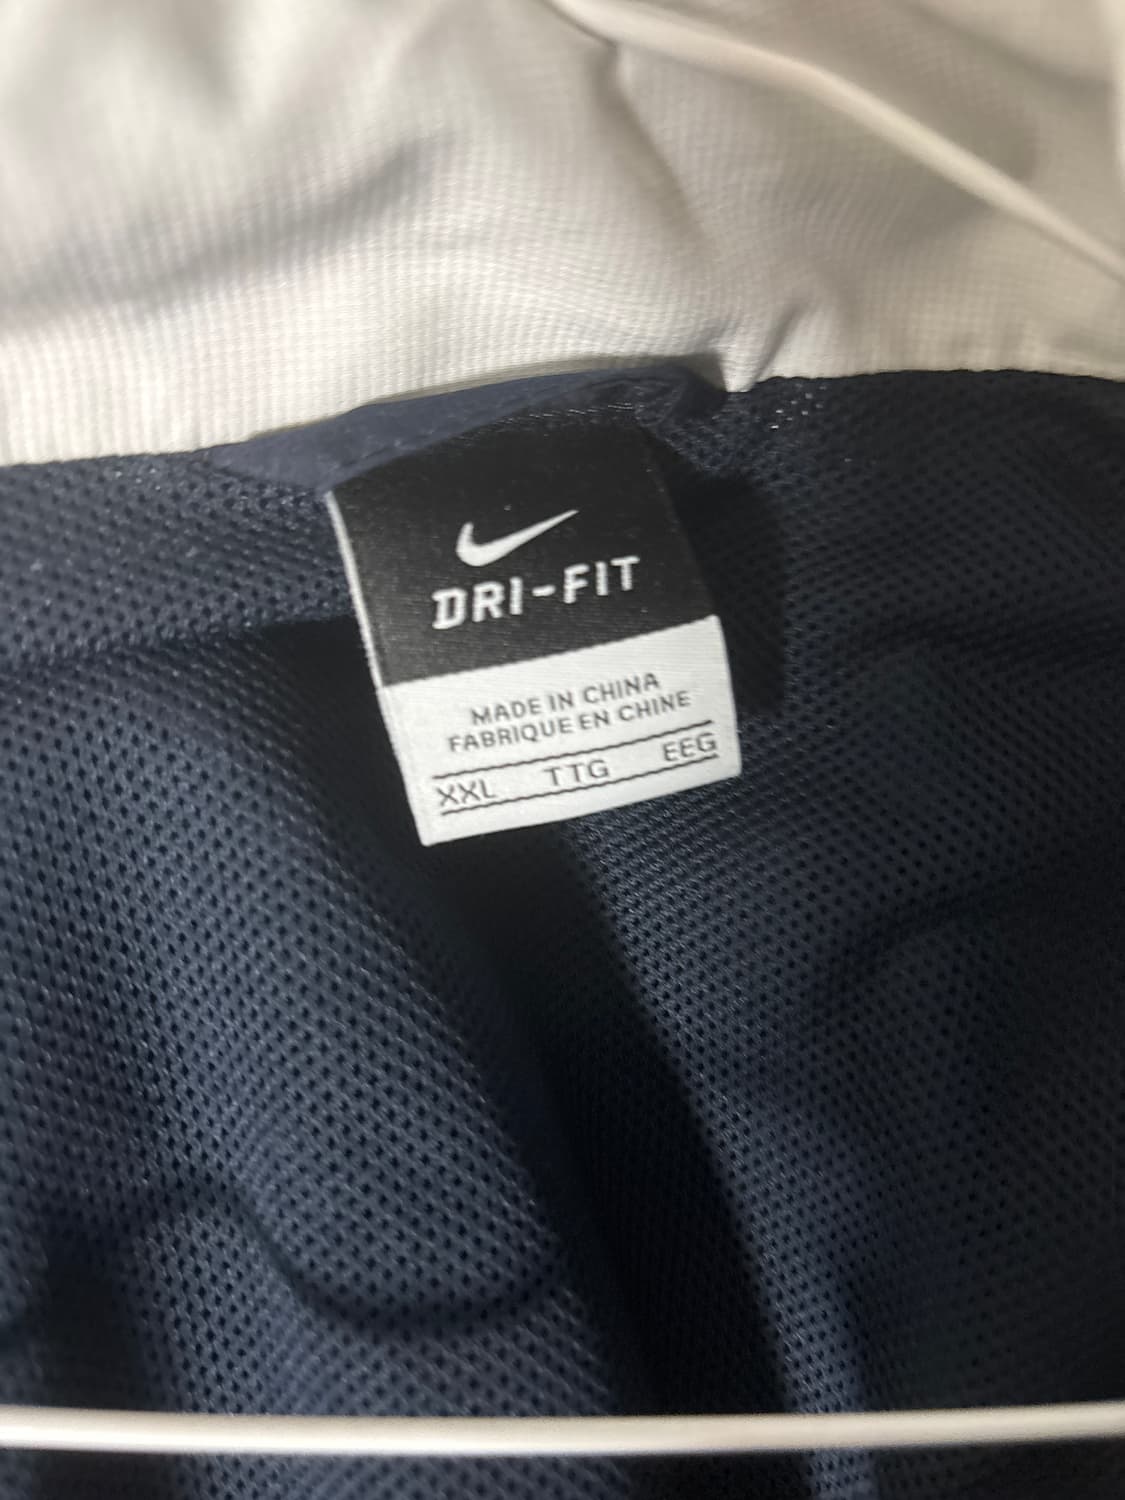 DRI-FIT
MADE IN CHINA
FABRIQUE EN CHINE
XXL TTG EEG